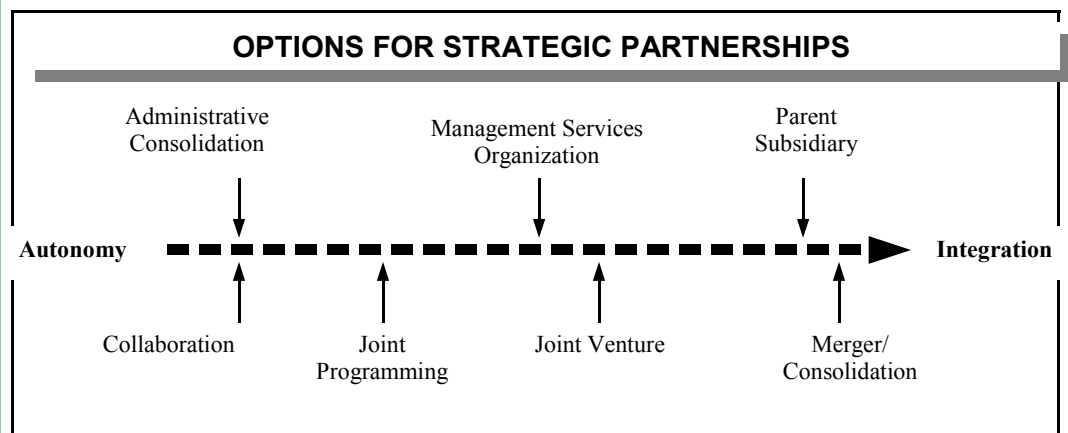 OPTIONS FOR STRATEGIC PARTNERSHIPS
Administrative
Consolidation
Management Services
Organization
Parent
Subsidiary
Autonomy
Integration
Collaboration
Joint
Programming
Joint Venture
Merger/
Consolidation